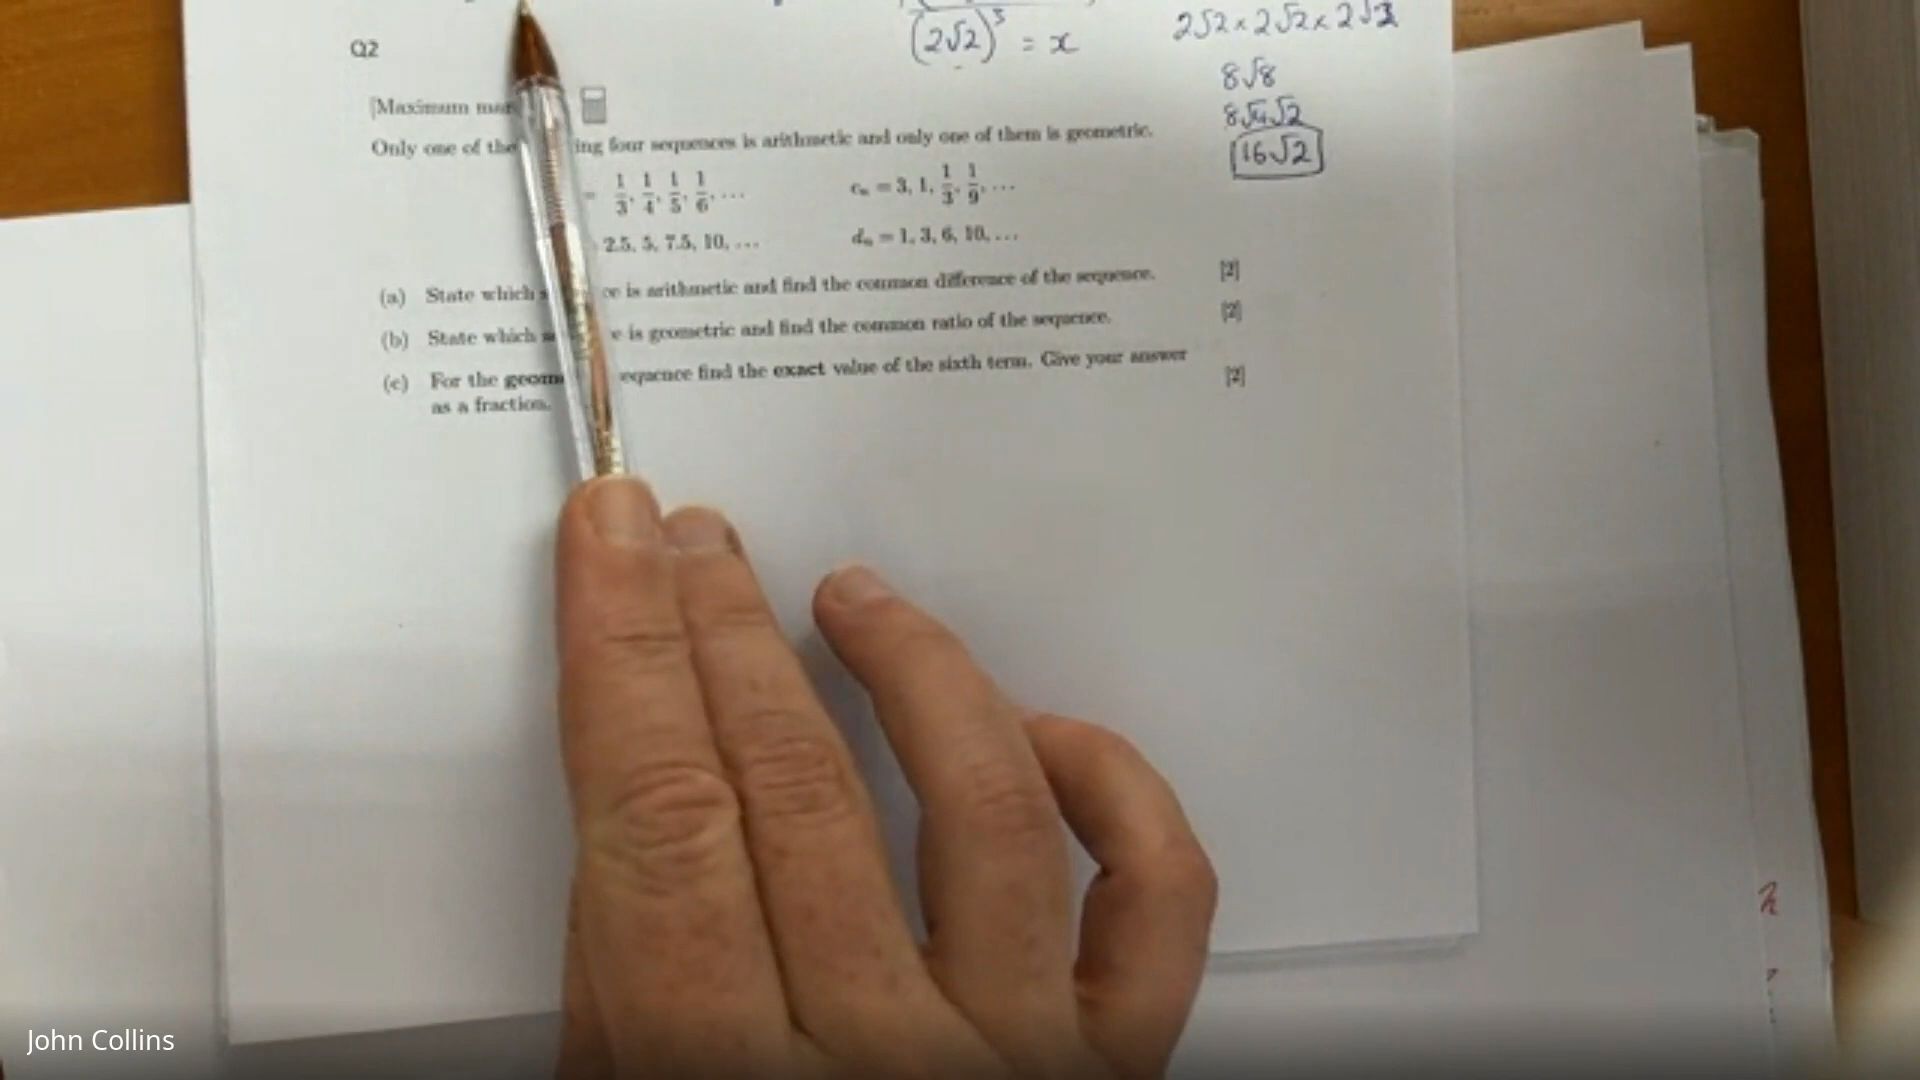 (2√2)³ = x
2√2 × 2√2 × 2√2
8√8
8√4√2
16√2
Q2
[Maximum mar
Only one of the ing four sequences is arithmetic and only one of them is geometric.
= 1/3, 1/4, 1/5, 1/6, ...
cₙ = 3, 1, 1/3, 1/9, ...
2.5, 5, 7.5, 10, ...
dₙ = 1, 3, 6, 10, ...
(a) State which s ce is arithmetic and find the common difference of the sequence. [2]
(b) State which se e is geometric and find the common ratio of the sequence. [2]
(c) For the geome equence find the exact value of the sixth term. Give your answer
as a fraction. [2]
John Collins